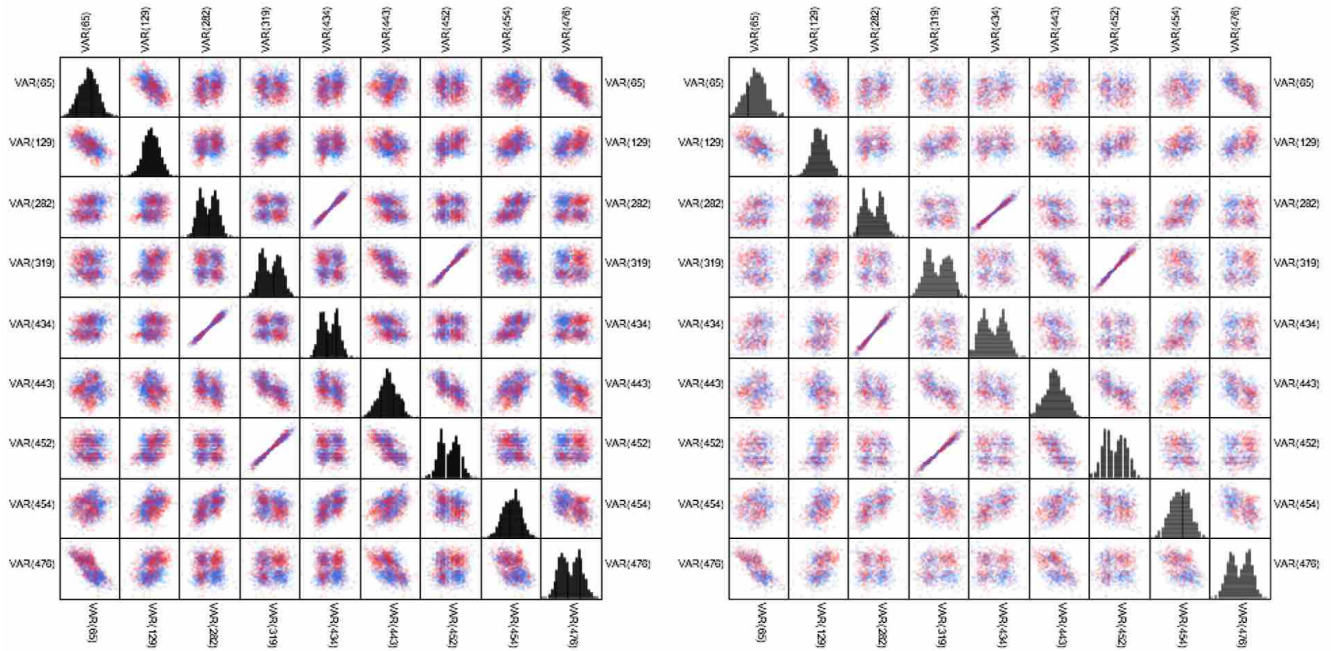 VAR(65) VAR(129) VAR(282) VAR(319) VAR(434) VAR(443) VAR(452) VAR(454) VAR(476) VAR(65) VAR(129) VAR(282) VAR(319) VAR(434) VAR(443) VAR(452) VAR(454) VAR(476)
VAR(65) VAR(65) VAR(65) VAR(65)
VAR(129) VAR(129) VAR(129) VAR(129)
VAR(282) VAR(282) VAR(282) VAR(282)
VAR(319) VAR(319) VAR(319) VAR(319)
VAR(434) VAR(434) VAR(434) VAR(434)
VAR(443) VAR(443) VAR(443) VAR(443)
VAR(452) VAR(452) VAR(452) VAR(452)
VAR(454) VAR(454) VAR(454) VAR(454)
VAR(476) VAR(476) VAR(476) VAR(476)
VAR(65) VAR(129) VAR(282) VAR(319) VAR(434) VAR(443) VAR(452) VAR(454) VAR(476) VAR(65) VAR(129) VAR(282) VAR(319) VAR(434) VAR(443) VAR(452) VAR(454) VAR(476)